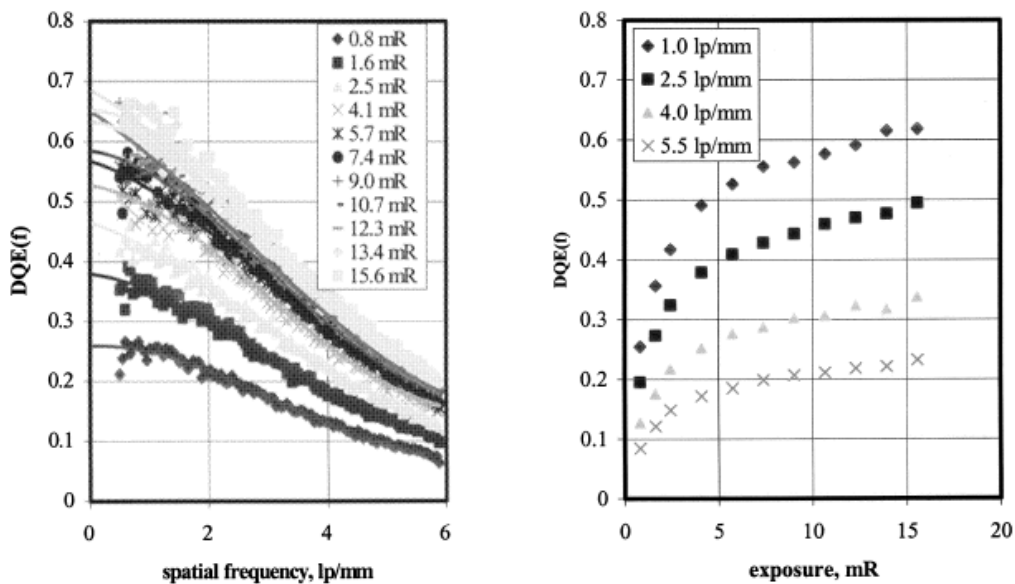 0.8
0.7
0.6
0.5
0.4
0.3
0.2
0.1
0
DQE(f)
0.8 mR
1.6 mR
2.5 mR
4.1 mR
5.7 mR
7.4 mR
9.0 mR
10.7 mR
12.3 mR
13.4 mR
15.6 mR
0 2 4 6
spatial frequency, lp/mm
0.8
0.7
0.6
0.5
0.4
0.3
0.2
0.1
0
DQE(f)
1.0 lp/mm
2.5 lp/mm
4.0 lp/mm
5.5 lp/mm
0 5 10 15 20
exposure, mR